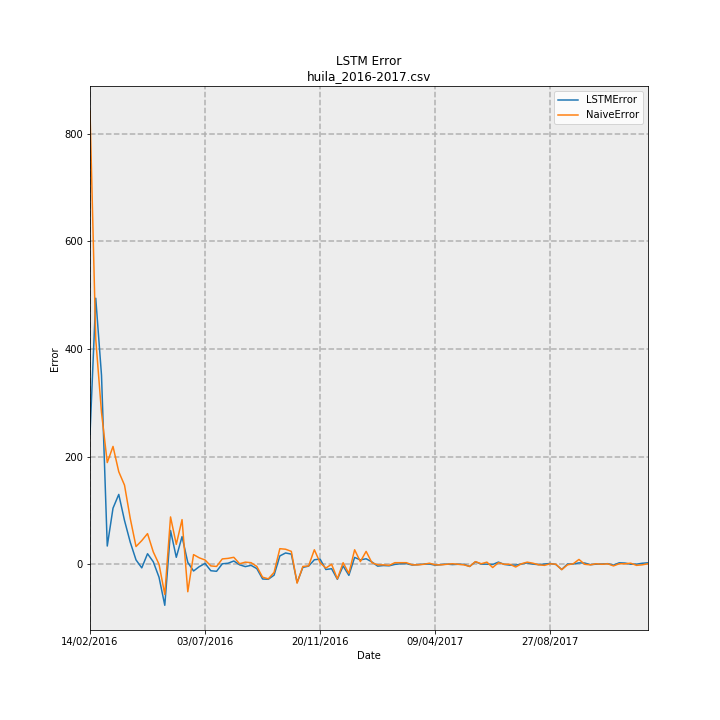 LSTM Error
huila_2016-2017.csv
LSTMError
NaiveError
800
600
400
200
0
Error
14/02/2016
03/07/2016
20/11/2016
09/04/2017
27/08/2017
Date